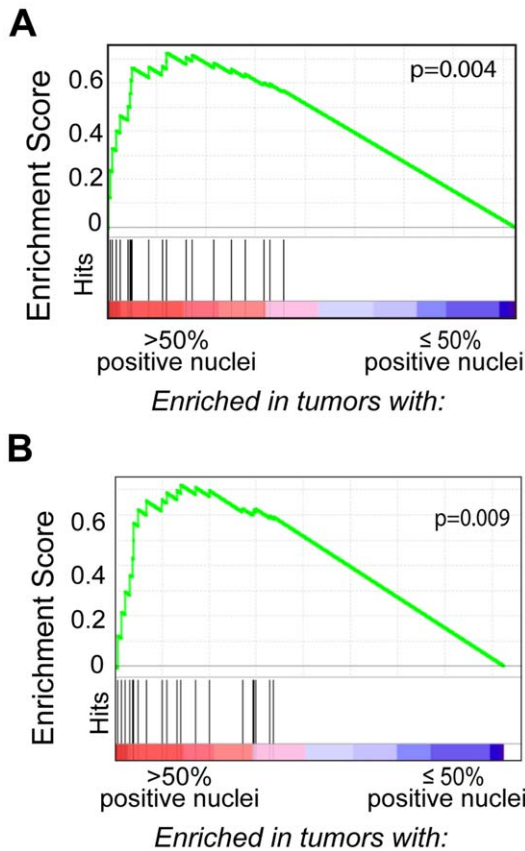 A
Enrichment Score
0.6
0.4
0.2
0
p=0.004
Hits
>50%
positive nuclei
≤ 50%
positive nuclei
Enriched in tumors with:
B
Enrichment Score
0.6
0.4
0.2
0
p=0.009
Hits
>50%
positive nuclei
≤ 50%
positive nuclei
Enriched in tumors with: